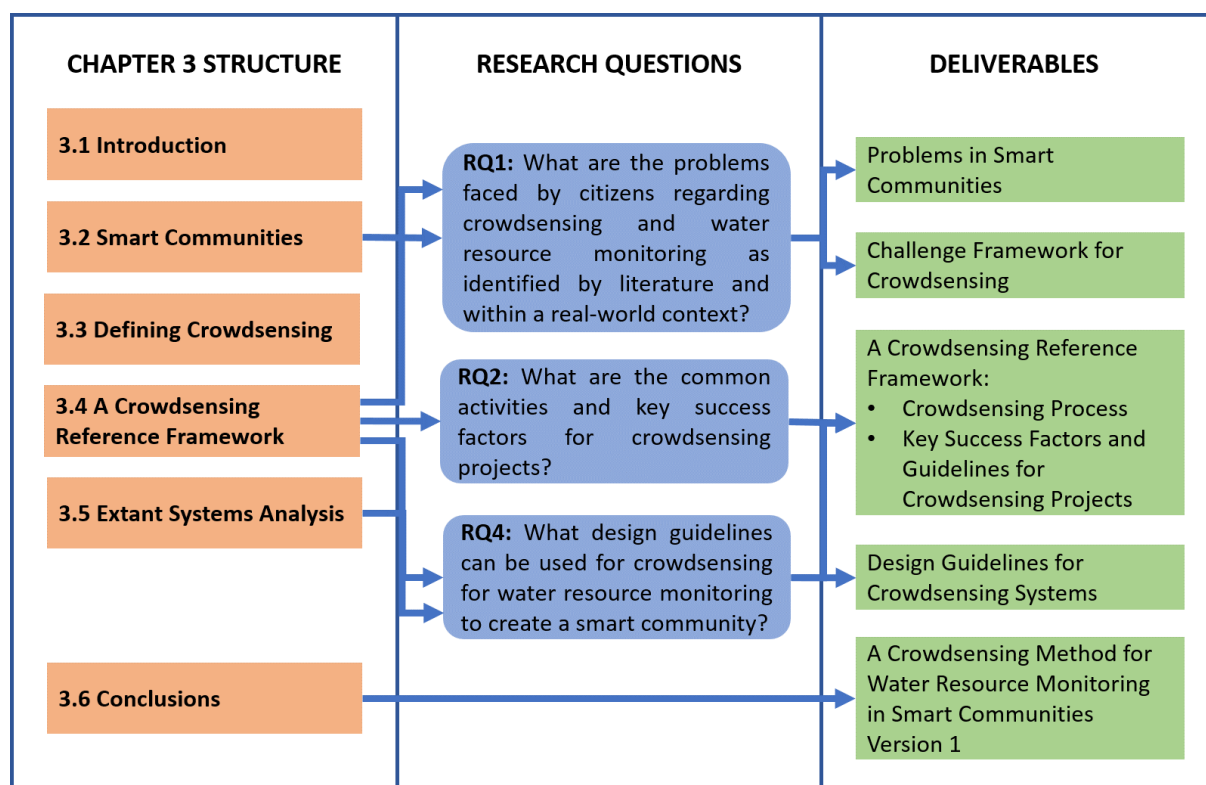 CHAPTER 3 STRUCTURE
3.1 Introduction
3.2 Smart Communities
3.3 Defining Crowdsensing
3.4 A Crowdsensing
Reference Framework
3.5 Extant Systems Analysis
3.6 Conclusions
RESEARCH QUESTIONS
RQ1: What are the problems
faced by citizens regarding
crowdsensing and water
resource monitoring as
identified by literature and
within a real-world context?
RQ2: What are the common
activities and key success
factors for crowdsensing
projects?
RQ4: What design guidelines
can be used for crowdsensing
for water resource monitoring
to create a smart community?
DELIVERABLES
Problems in Smart
Communities
Challenge Framework for
Crowdsensing
A Crowdsensing Reference
Framework:
• Crowdsensing Process
• Key Success Factors and
Guidelines for
Crowdsensing Projects
Design Guidelines for
Crowdsensing Systems
A Crowdsensing Method for
Water Resource Monitoring
in Smart Communities
Version 1